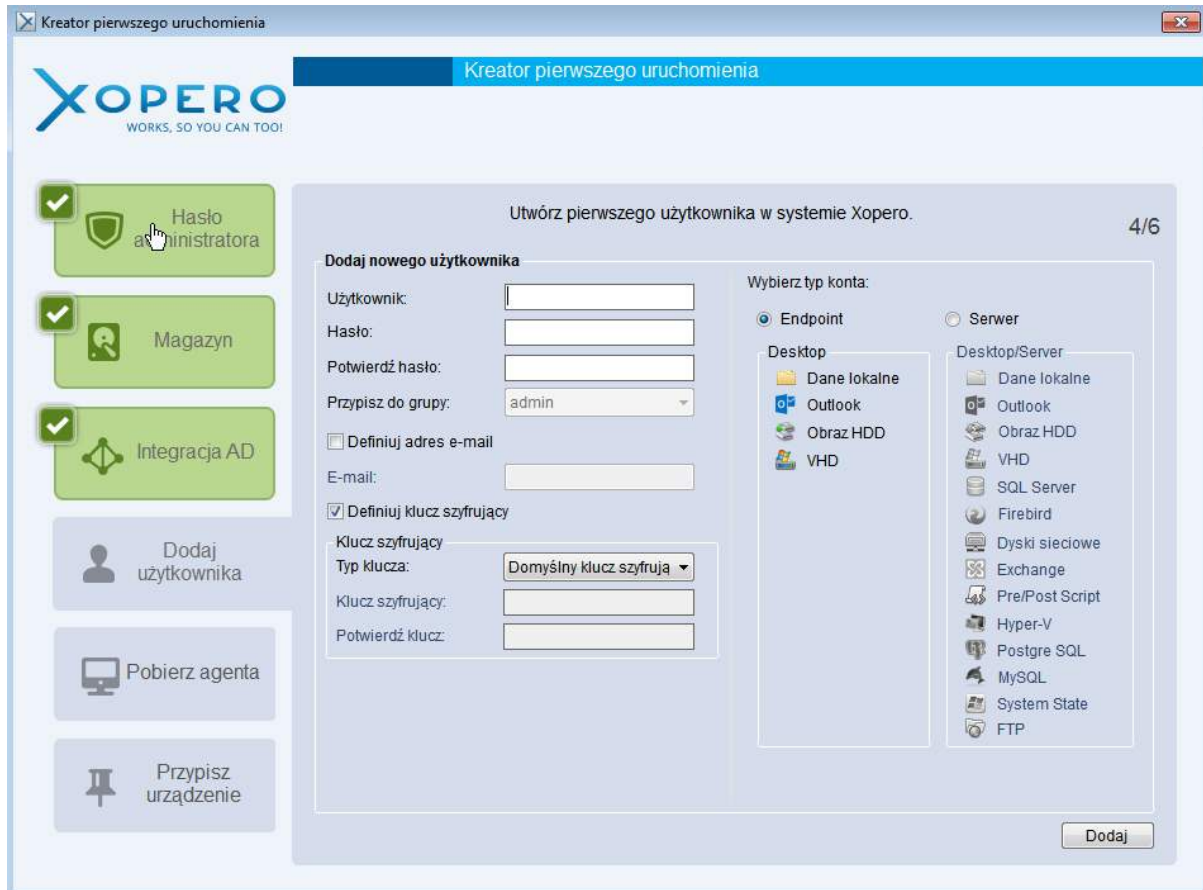 Kreator pierwszego uruchomienia
Kreator pierwszego uruchomienia
XOPERO
WORKS, SO YOU CAN TOO!
Hasło
administratora
Magazyn
Integracja AD
Dodaj
użytkownika
Pobierz agenta
Przypisz
urządzenie
Utwórz pierwszego użytkownika w systemie Xopero.
4/6
Dodaj nowego użytkownika
Użytkownik:
Hasło:
Potwierdź hasło:
Przypisz do grupy: admin
Definiuj adres e-mail
E-mail:
Definiuj klucz szyfrujący
Klucz szyfrujący
Typ klucza: Domyślny klucz szyfrują
Klucz szyfrujący:
Potwierdź klucz:
Wybierz typ konta:
Endpoint
Desktop
Dane lokalne
Outlook
Obraz HDD
VHD
Serwer
Desktop/Server
Dane lokalne
Outlook
Obraz HDD
VHD
SQL Server
Firebird
Dyski sieciowe
Exchange
Pre/Post Script
Hyper-V
Postgre SQL
MySQL
System State
FTP
Dodaj